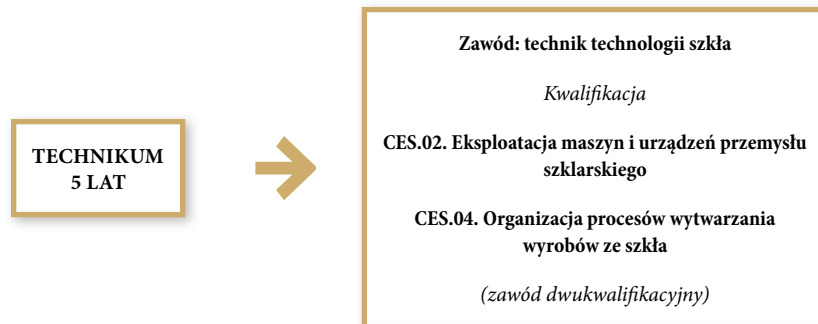 TECHNIKUM
5 LAT
Zawód: technik technologii szkła
Kwalifikacja
CES.02. Eksploatacja maszyn i urządzeń przemysłu
szklarskiego
CES.04. Organizacja procesów wytwarzania
wyrobów ze szkła
(zawód dwukwalifikacyjny)